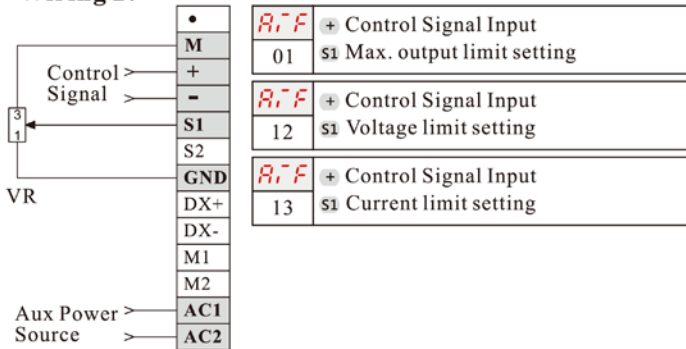 •
M
+
-
S1
S2
GND
DX+
DX-
M1
M2
AC1
AC2
Control
Signal
3
1
VR
Aux Power
Source
+ Control Signal Input
01 S1 Max. output limit setting
+ Control Signal Input
12 S1 Voltage limit setting
+ Control Signal Input
13 S1 Current limit setting